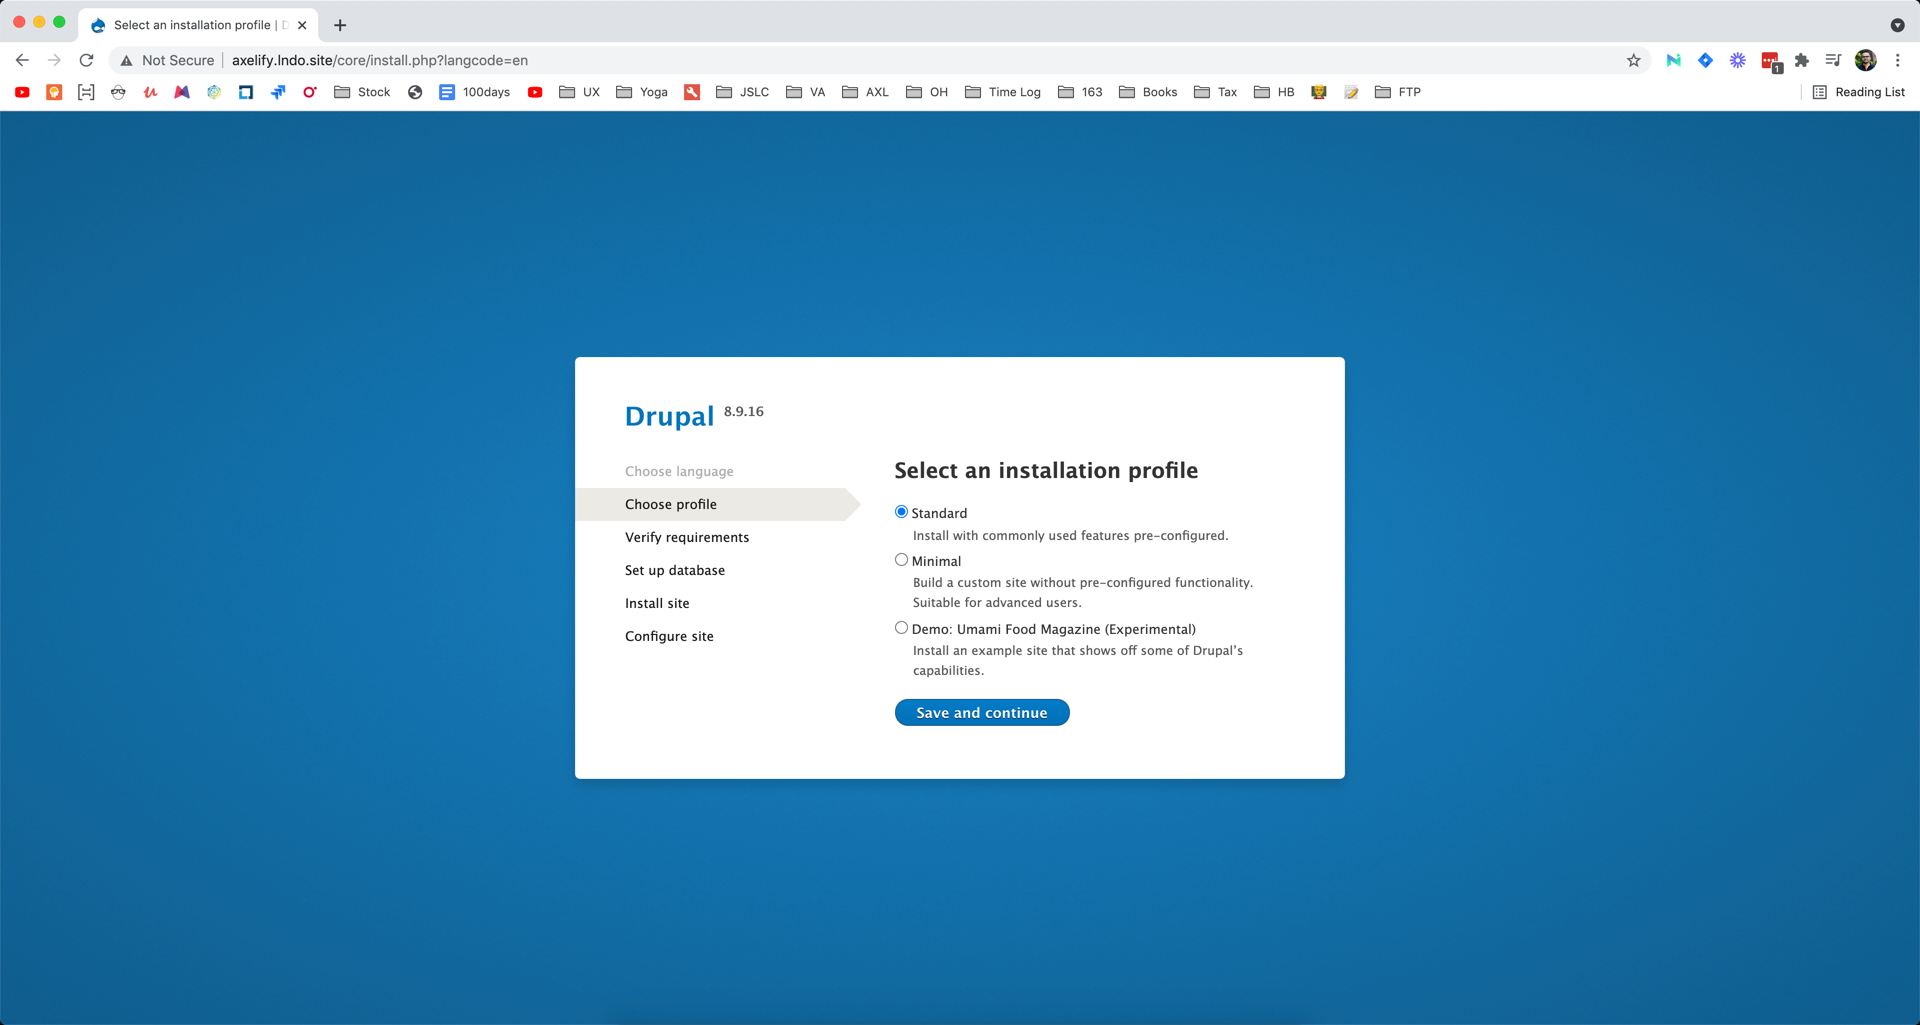 Select an installation profile | D
Not Secure
axelify.lndo.site/core/install.php?langcode=en
1
Stock
100days
UX
Yoga
JSLC
VA
AXL
OH
Time Log
163
Books
Tax
HB
FTP
Reading List
Drupal 8.9.16
Choose language
Choose profile
Verify requirements
Set up database
Install site
Configure site
Select an installation profile
Standard
Install with commonly used features pre-configured.
Minimal
Build a custom site without pre-configured functionality.
Suitable for advanced users.
Demo: Umami Food Magazine (Experimental)
Install an example site that shows off some of Drupal’s
capabilities.
Save and continue